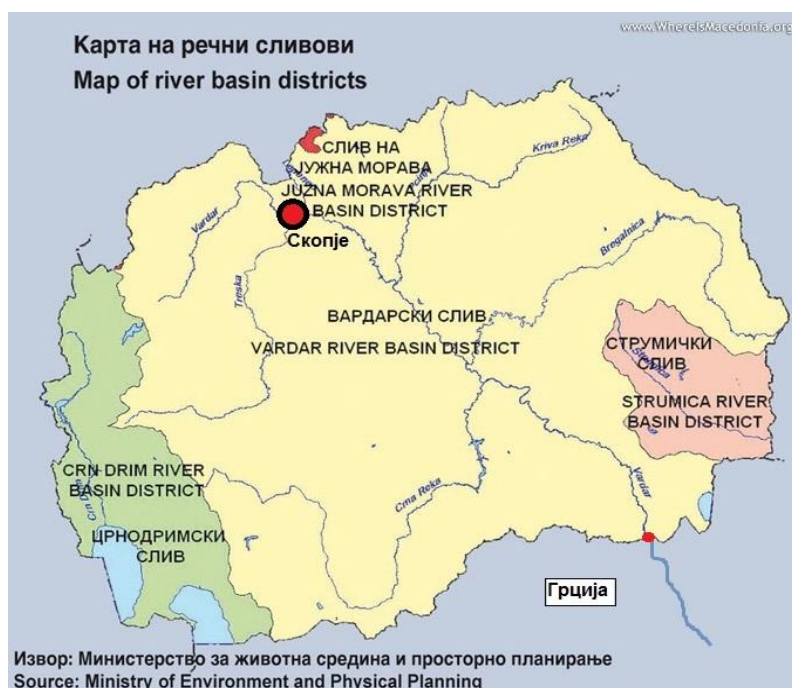 www.WhereIsMacedonia.org
Карта на речни сливови
Map of river basin districts
СЛИВ НА
ЈУЖНА МОРАВА
JUZNA MORAVA RIVER
BASIN DISTRICT
Kriva Reka
Скопје
Vardar
Treska
Bregalnica
ВАРДАРСКИ СЛИВ
VARDAR RIVER BASIN DISTRICT
СТРУМИЧКИ
СЛИВ
STRUMICA RIVER
BASIN DISTRICT
CRN DRIM RIVER
BASIN DISTRICT
Crn Drim
ЦРНОДРИМСКИ
СЛИВ
Crna Reka
Vardar
Грција
Извор: Министерство за животна средина и просторно планирање
Source: Ministry of Environment and Physical Planning